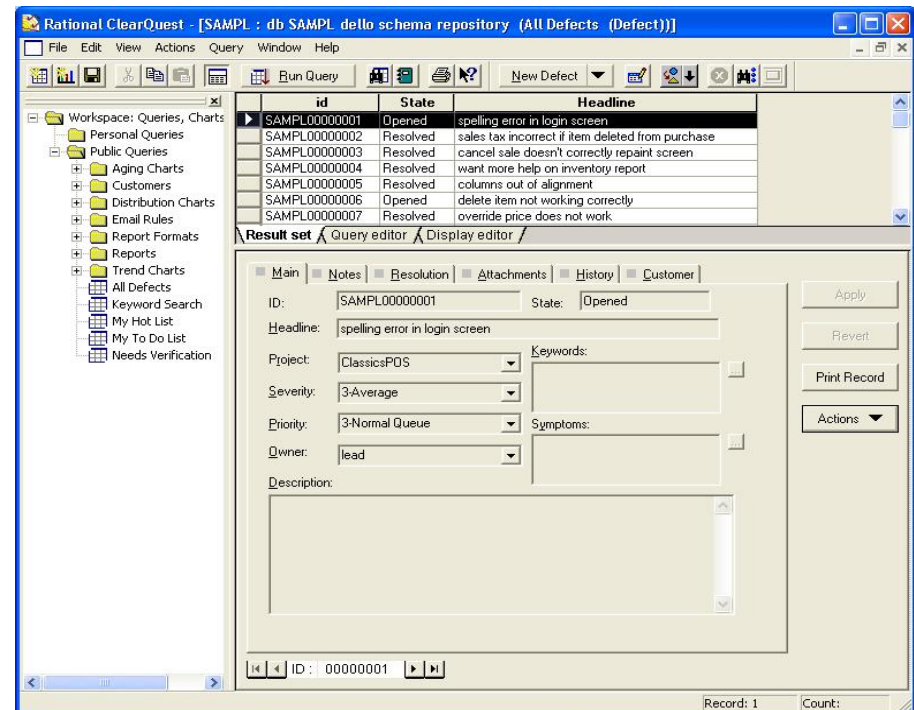 Rational ClearQuest - [SAMPL : db SAMPL dello schema repository (All Defects (Defect))]
File Edit View Actions Query Window Help
Run Query New Defect
Workspace: Queries, Charts
Personal Queries
Public Queries
Aging Charts
Customers
Distribution Charts
Email Rules
Report Formats
Reports
Trend Charts
All Defects
Keyword Search
My Hot List
My To Do List
Needs Verification
id State Headline
SAMPL00000001 Opened spelling error in login screen
SAMPL00000002 Resolved sales tax incorrect if item deleted from purchase
SAMPL00000003 Resolved cancel sale doesn't correctly repaint screen
SAMPL00000004 Resolved want more help on inventory report
SAMPL00000005 Resolved columns out of alignment
SAMPL00000006 Opened delete item not working correctly
SAMPL00000007 Resolved override price does not work
Result set Query editor Display editor
Main Notes Resolution Attachments History Customer
ID: SAMPL00000001 State: Opened
Headline: spelling error in login screen
Project: ClassicsPOS
Keywords:
...
Severity: 3-Average
Priority: 3-Normal Queue
Symptoms:
...
Owner: lead
Description:
Apply
Revert
Print Record
Actions
ID : 00000001
Record: 1 Count: